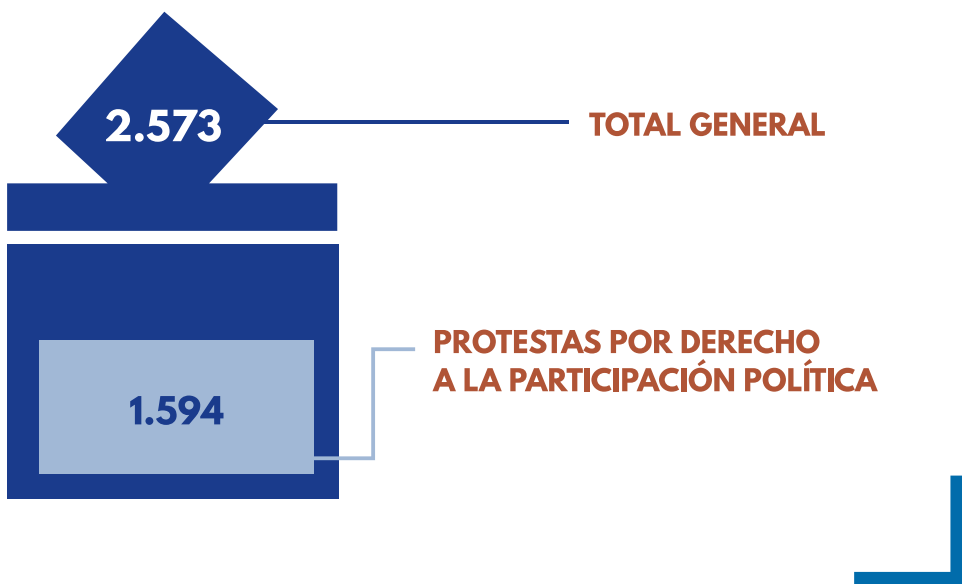 2.573
TOTAL GENERAL
PROTESTAS POR DERECHO
A LA PARTICIPACIÓN POLÍTICA
1.594